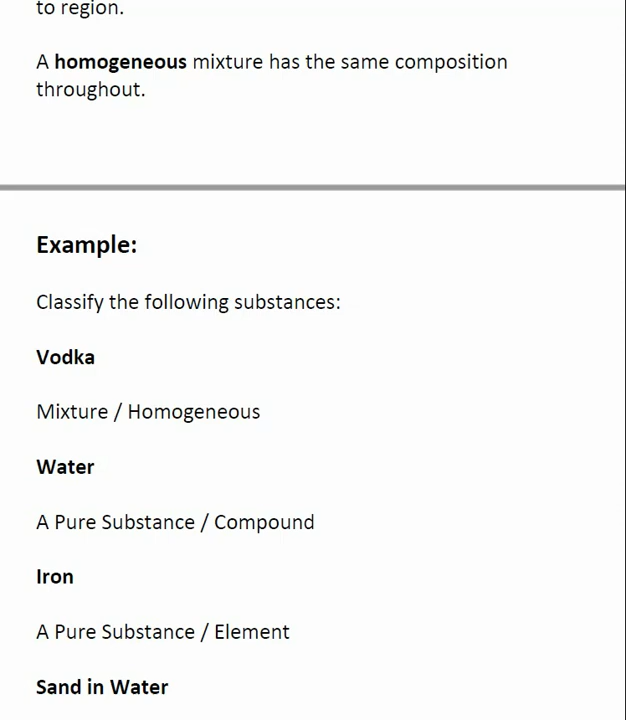 to region.
A homogeneous mixture has the same composition
throughout.
Example:
Classify the following substances:
Vodka
Mixture / Homogeneous
Water
A Pure Substance / Compound
Iron
A Pure Substance / Element
Sand in Water